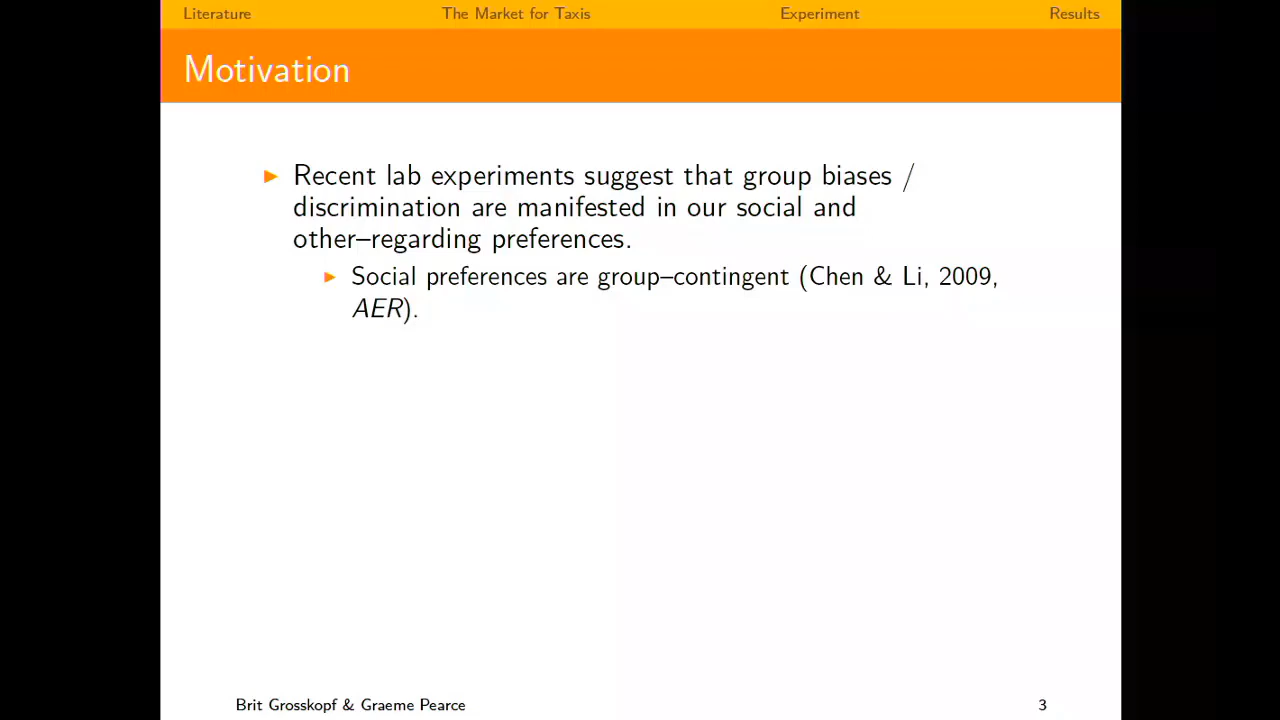 Literature
The Market for Taxis
Experiment
Results
Motivation
Recent lab experiments suggest that group biases /
discrimination are manifested in our social and
other–regarding preferences.
Social preferences are group–contingent (Chen & Li, 2009,
AER).
Brit Grosskopf & Graeme Pearce
3